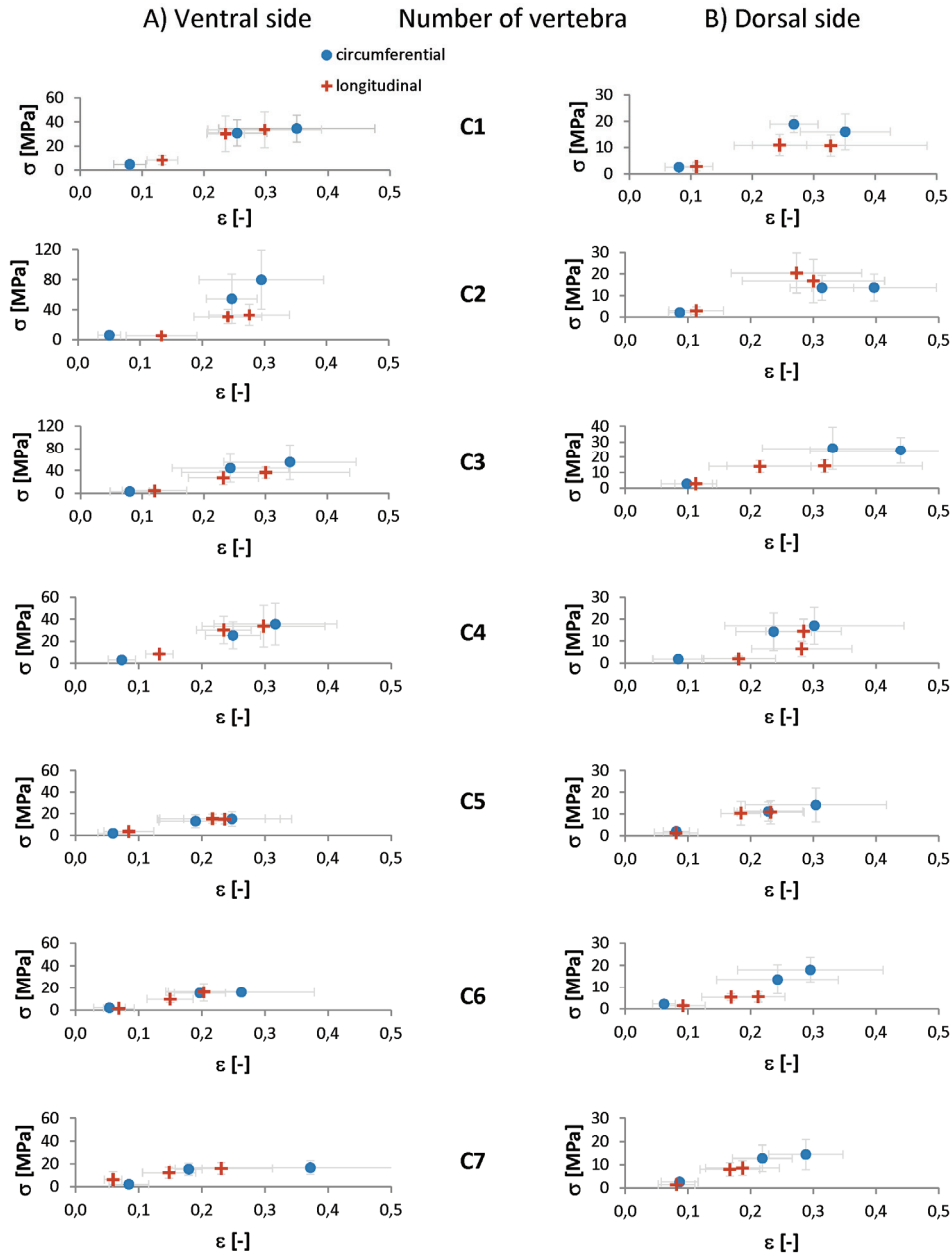 A) Ventral side Number of vertebra B) Dorsal side
circumferential
longitudinal
σ [MPa] 60 40 20 0
0,0 0,1 0,2 0,3 0,4 0,5
ε [-]
C1
σ [MPa] 30 20 10 0
0,0 0,1 0,2 0,3 0,4 0,5
ε [-]
σ [MPa] 120 80 40 0
0,0 0,1 0,2 0,3 0,4 0,5
ε [-]
C2
σ [MPa] 30 20 10 0
0,0 0,1 0,2 0,3 0,4 0,5
ε [-]
σ [MPa] 120 80 40 0
0,0 0,1 0,2 0,3 0,4 0,5
ε [-]
C3
σ [MPa] 40 30 20 10 0
0,0 0,1 0,2 0,3 0,4 0,5
ε [-]
σ [MPa] 60 40 20 0
0,0 0,1 0,2 0,3 0,4 0,5
ε [-]
C4
σ [MPa] 30 20 10 0
0,0 0,1 0,2 0,3 0,4 0,5
ε [-]
σ [MPa] 60 40 20 0
0,0 0,1 0,2 0,3 0,4 0,5
ε [-]
C5
σ [MPa] 30 20 10 0
0,0 0,1 0,2 0,3 0,4 0,5
ε [-]
σ [MPa] 60 40 20 0
0,0 0,1 0,2 0,3 0,4 0,5
ε [-]
C6
σ [MPa] 30 20 10 0
0,0 0,1 0,2 0,3 0,4 0,5
ε [-]
σ [MPa] 60 40 20 0
0,0 0,1 0,2 0,3 0,4 0,5
ε [-]
C7
σ [MPa] 30 20 10 0
0,0 0,1 0,2 0,3 0,4 0,5
ε [-]